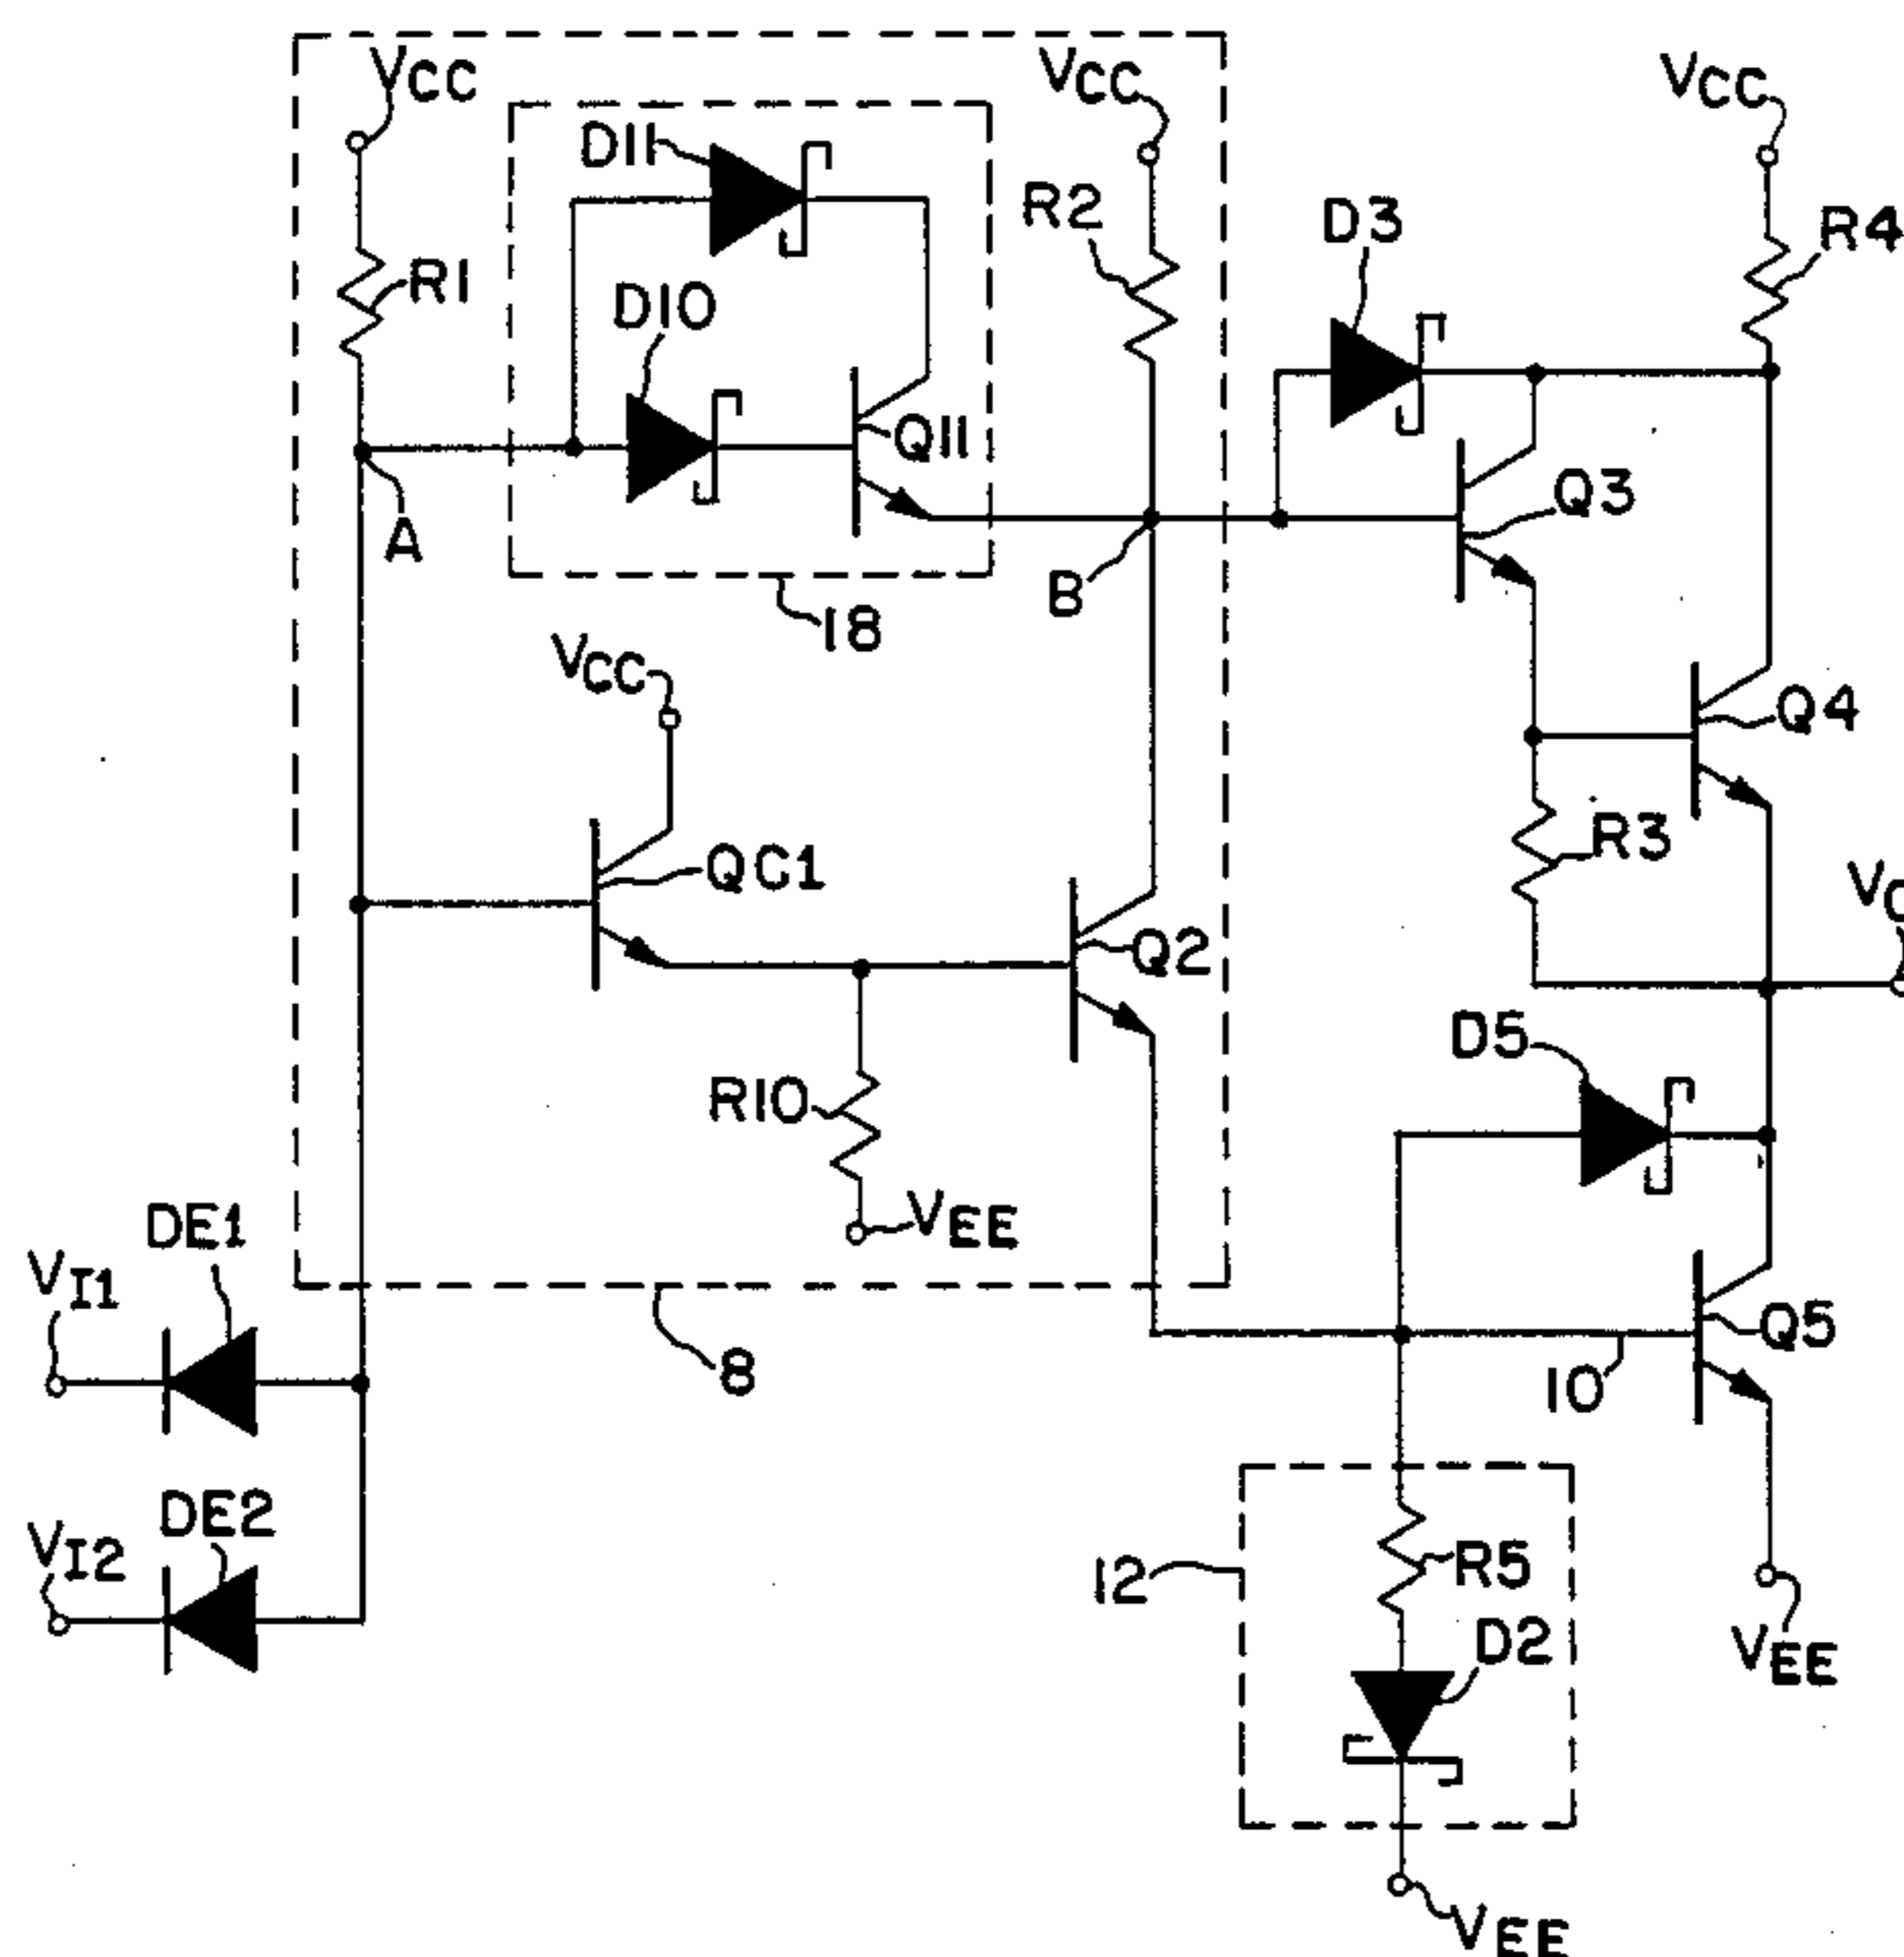 VCC
VCC
VCC
D11
R2
D3
R4
R1
D10
Q11
Q3
A
B
18
VCC
Q4
R3
QC1
Q2
D5
R10
VEE
DE1
VI1
Q5
8
10
DE2
VI2
12
R5
D2
VEE
VEE